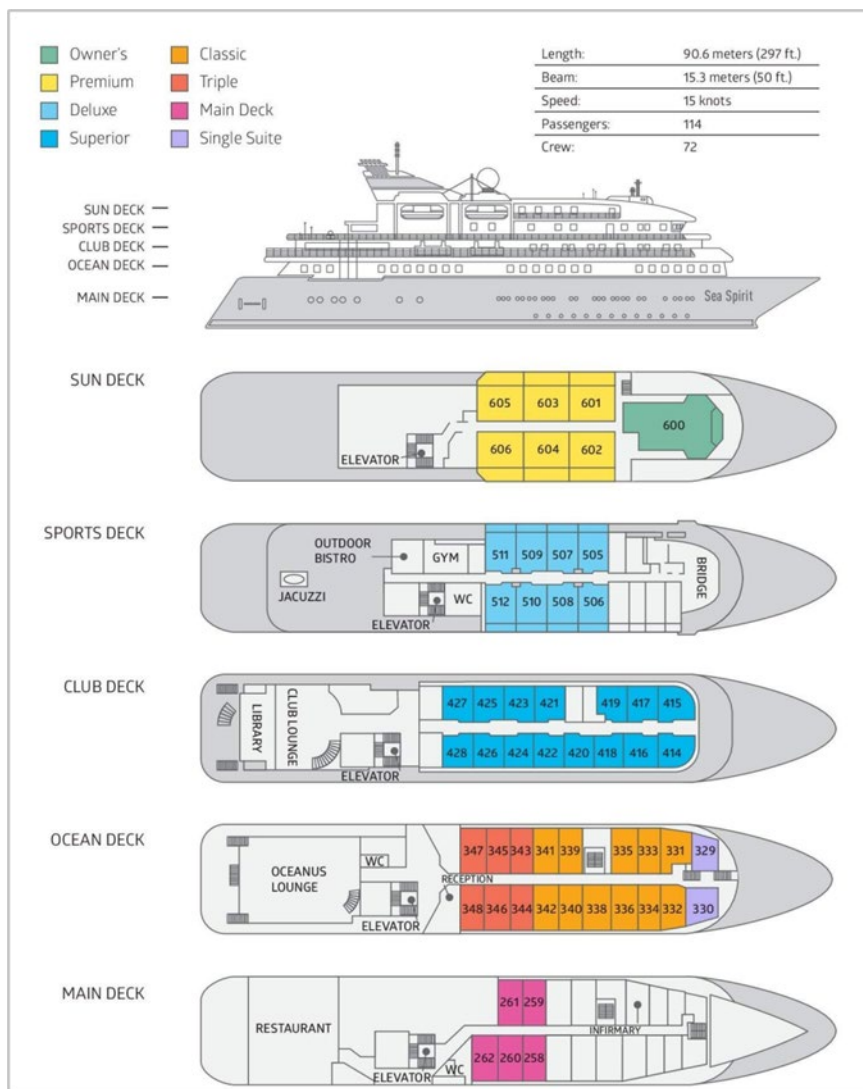 Owner's
Premium
Deluxe
Superior
Classic
Triple
Main Deck
Single Suite
Length: 90.6 meters (297 ft.)
Beam: 15.3 meters (50 ft.)
Speed: 15 knots
Passengers: 114
Crew: 72
SUN DECK
SPORTS DECK
CLUB DECK
OCEAN DECK
MAIN DECK
Sea Spirit
SUN DECK
605 603 601
600
606 604 602
ELEVATOR
SPORTS DECK
OUTDOOR
BISTRO
GYM
511 509 507 505
BRIDGE
JACUZZI
WC
512 510 508 506
ELEVATOR
CLUB DECK
LIBRARY
CLUB LOUNGE
427 425 423 421 419 417 415
428 426 424 422 420 418 416 414
ELEVATOR
OCEAN DECK
OCEANUS
LOUNGE
WC
347 345 343 341 339 335 333 331 329
RECEPTION
348 346 344 342 340 338 336 334 332 330
ELEVATOR
MAIN DECK
RESTAURANT
261 259
INFIRMARY
262 260 258
WC
ELEVATOR